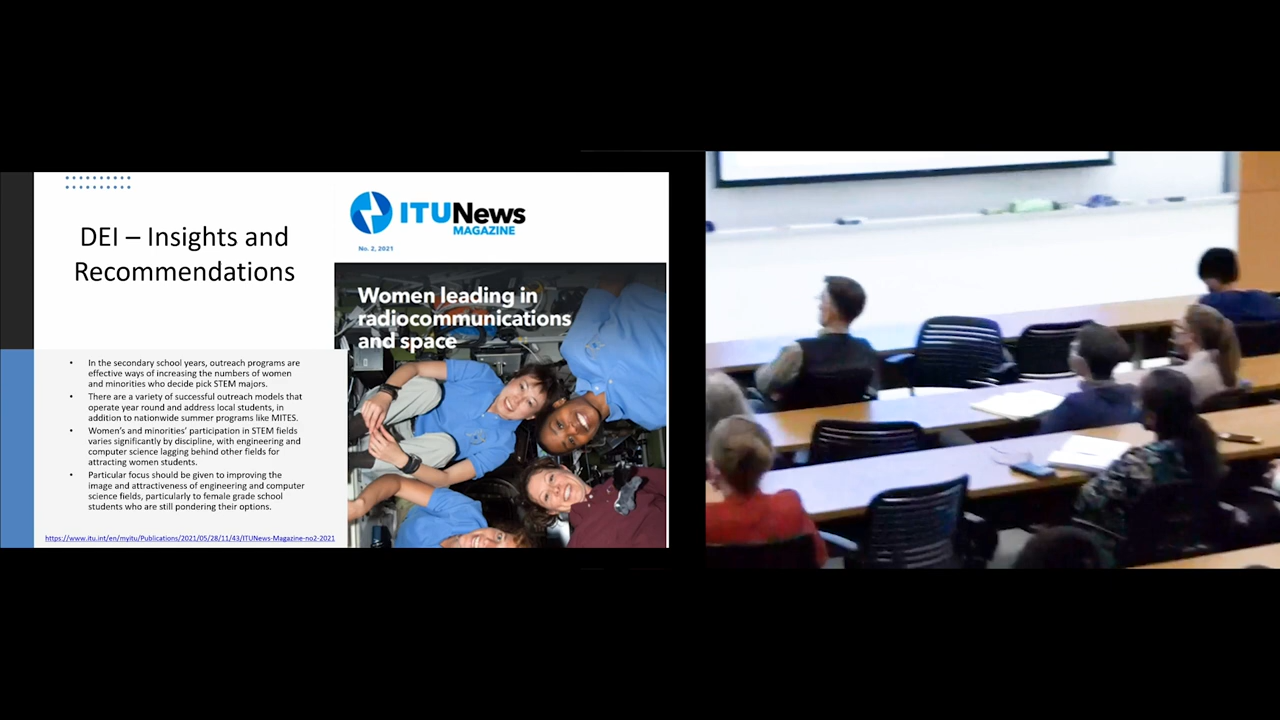 DEI – Insights and
Recommendations
• In the secondary school years, outreach programs are
effective ways of increasing the numbers of women
and minorities who decide pick STEM majors.
• There are a variety of successful outreach models that
operate year round and address local students, in
addition to nationwide summer programs like MITES.
• Women's and minorities' participation in STEM fields
varies significantly by discipline, with engineering and
computer science lagging behind other fields for
attracting women students.
• Particular focus should be given to improving the
image and attractiveness of engineering and computer
science fields, particularly to female grade school
students who are still pondering their options.
https://www.itu.int/en/myitu/Publications/2021/05/28/11/43/ITUNews-Magazine-no2-2021
ITUNews
MAGAZINE
No. 2, 2021
Women leading in
radiocommunications
and space